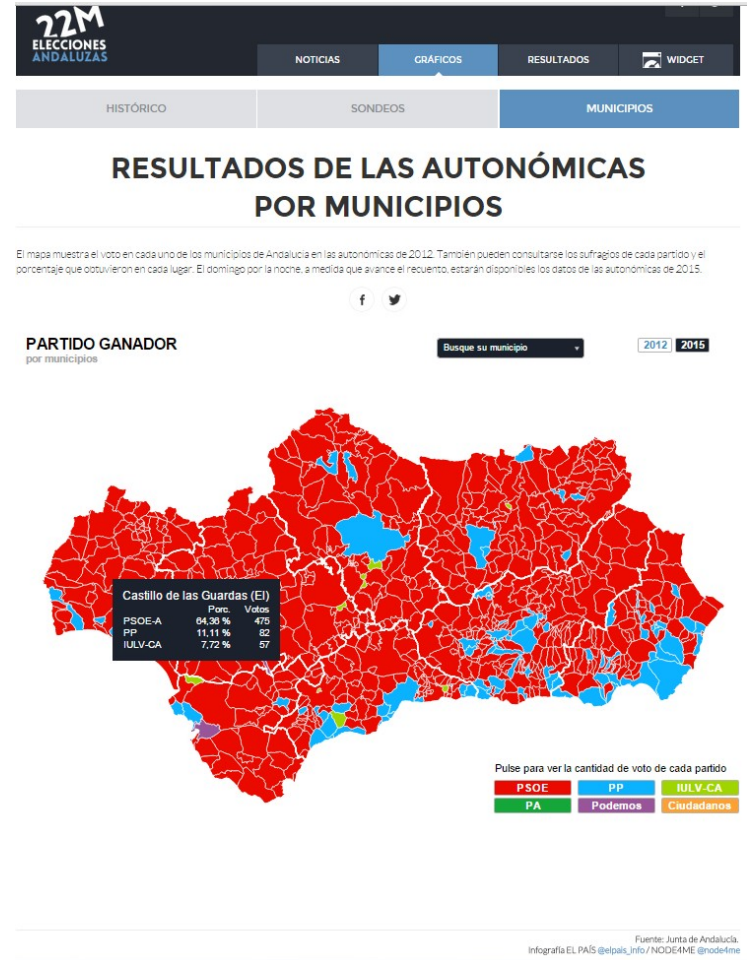 22M
ELECCIONES
ANDALUZAS
NOTICIAS GRÁFICOS RESULTADOS WIDGET
HISTÓRICO SONDEOS MUNICIPIOS
RESULTADOS DE LAS AUTONÓMICAS
POR MUNICIPIOS
El mapa muestra el voto en cada uno de los municipios de Andalucía en las autonómicas de 2012. También pueden consultarse los sufragios de cada partido y el
porcentaje que obtuvieron en cada lugar. El domingo por la noche, a medida que avance el recuento, estarán disponibles los datos de las autonómicas de 2015.
PARTIDO GANADOR
por municipios
Busque su municipio
2012 2015
Castillo de las Guardas (El)
Porc. Votos
PSOE-A 64,36 % 475
PP 11,11 % 82
IULV-CA 7,72 % 57
Pulse para ver la cantidad de voto de cada partido
PSOE PP IULV-CA
PA Podemos Ciudadanos
Fuente: Junta de Andalucía.
Infografía EL PAÍS @elpais_info / NODE4ME @node4me